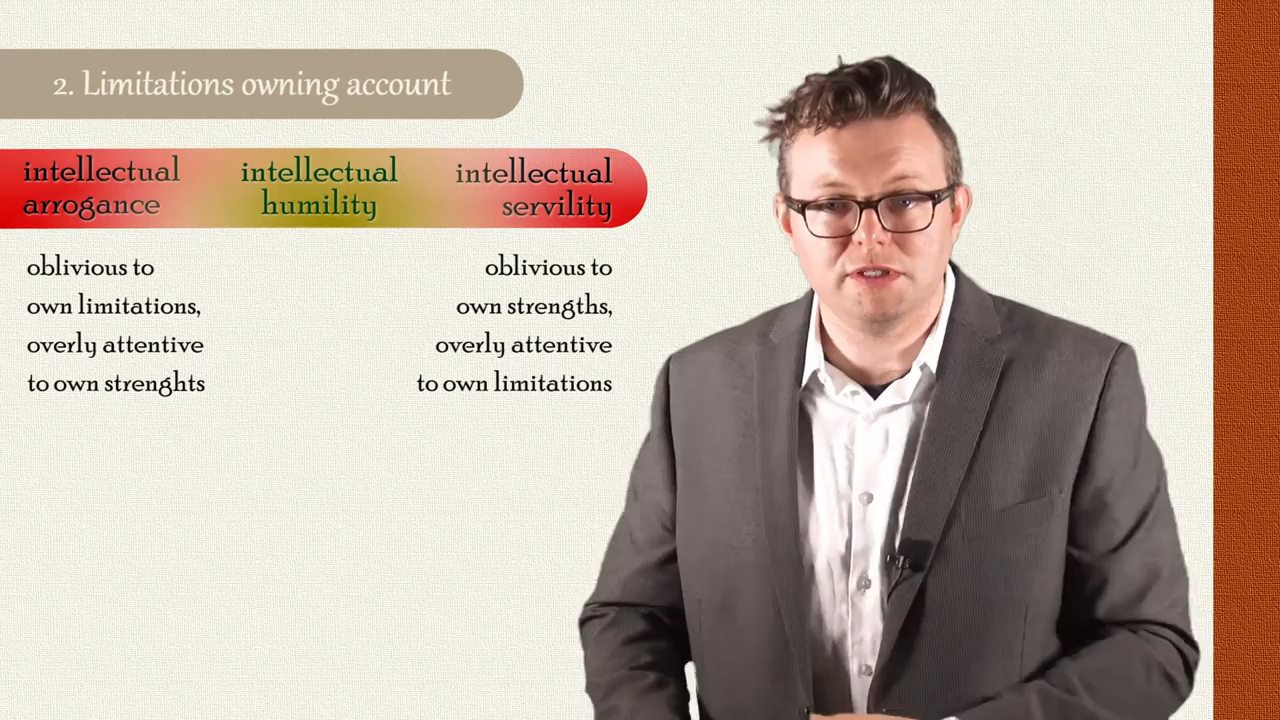 2. Limitations owning account
intellectual arrogance
intellectual humility
intellectual servility
oblivious to
own limitations,
overly attentive
to own strenghts
oblivious to
own strengths,
overly attentive
to own limitations